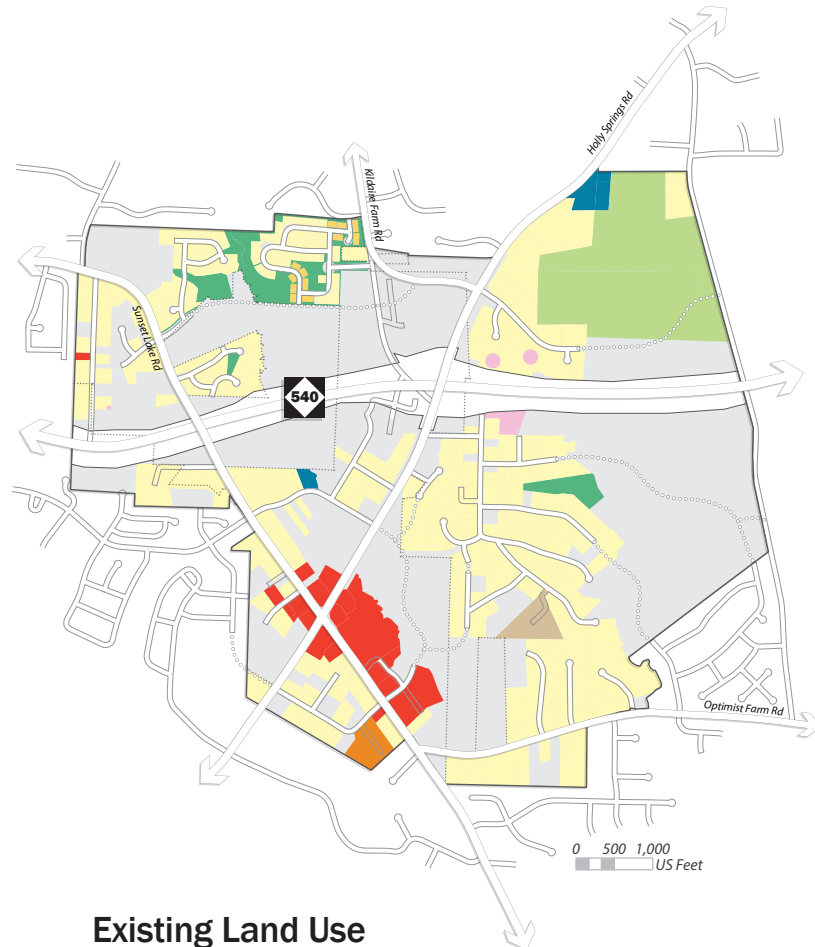 Holly Springs Rd
Kildaire Farm Rd
Sunset Lake Rd
540
Optimist Farm Rd
0 500 1,000
US Feet
Existing Land Use